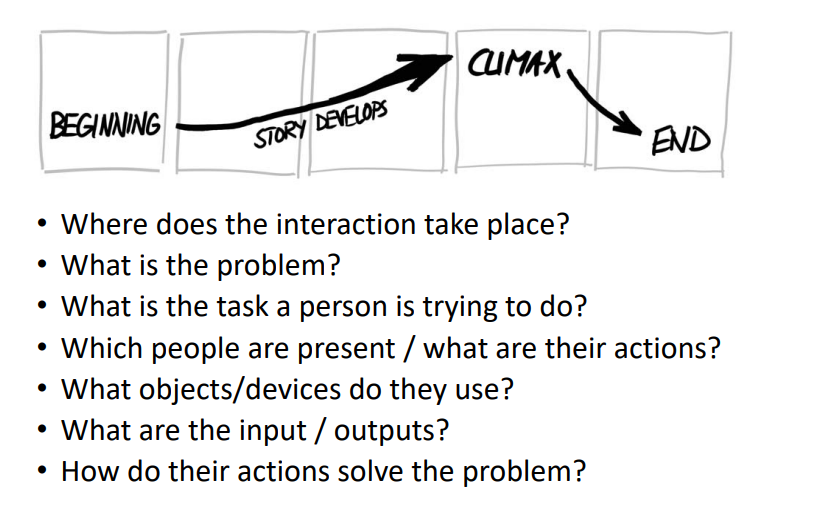 BEGINNING
STORY DEVELOPS
CLIMAX
END
• Where does the interaction take place?
• What is the problem?
• What is the task a person is trying to do?
• Which people are present / what are their actions?
• What objects/devices do they use?
• What are the input / outputs?
• How do their actions solve the problem?